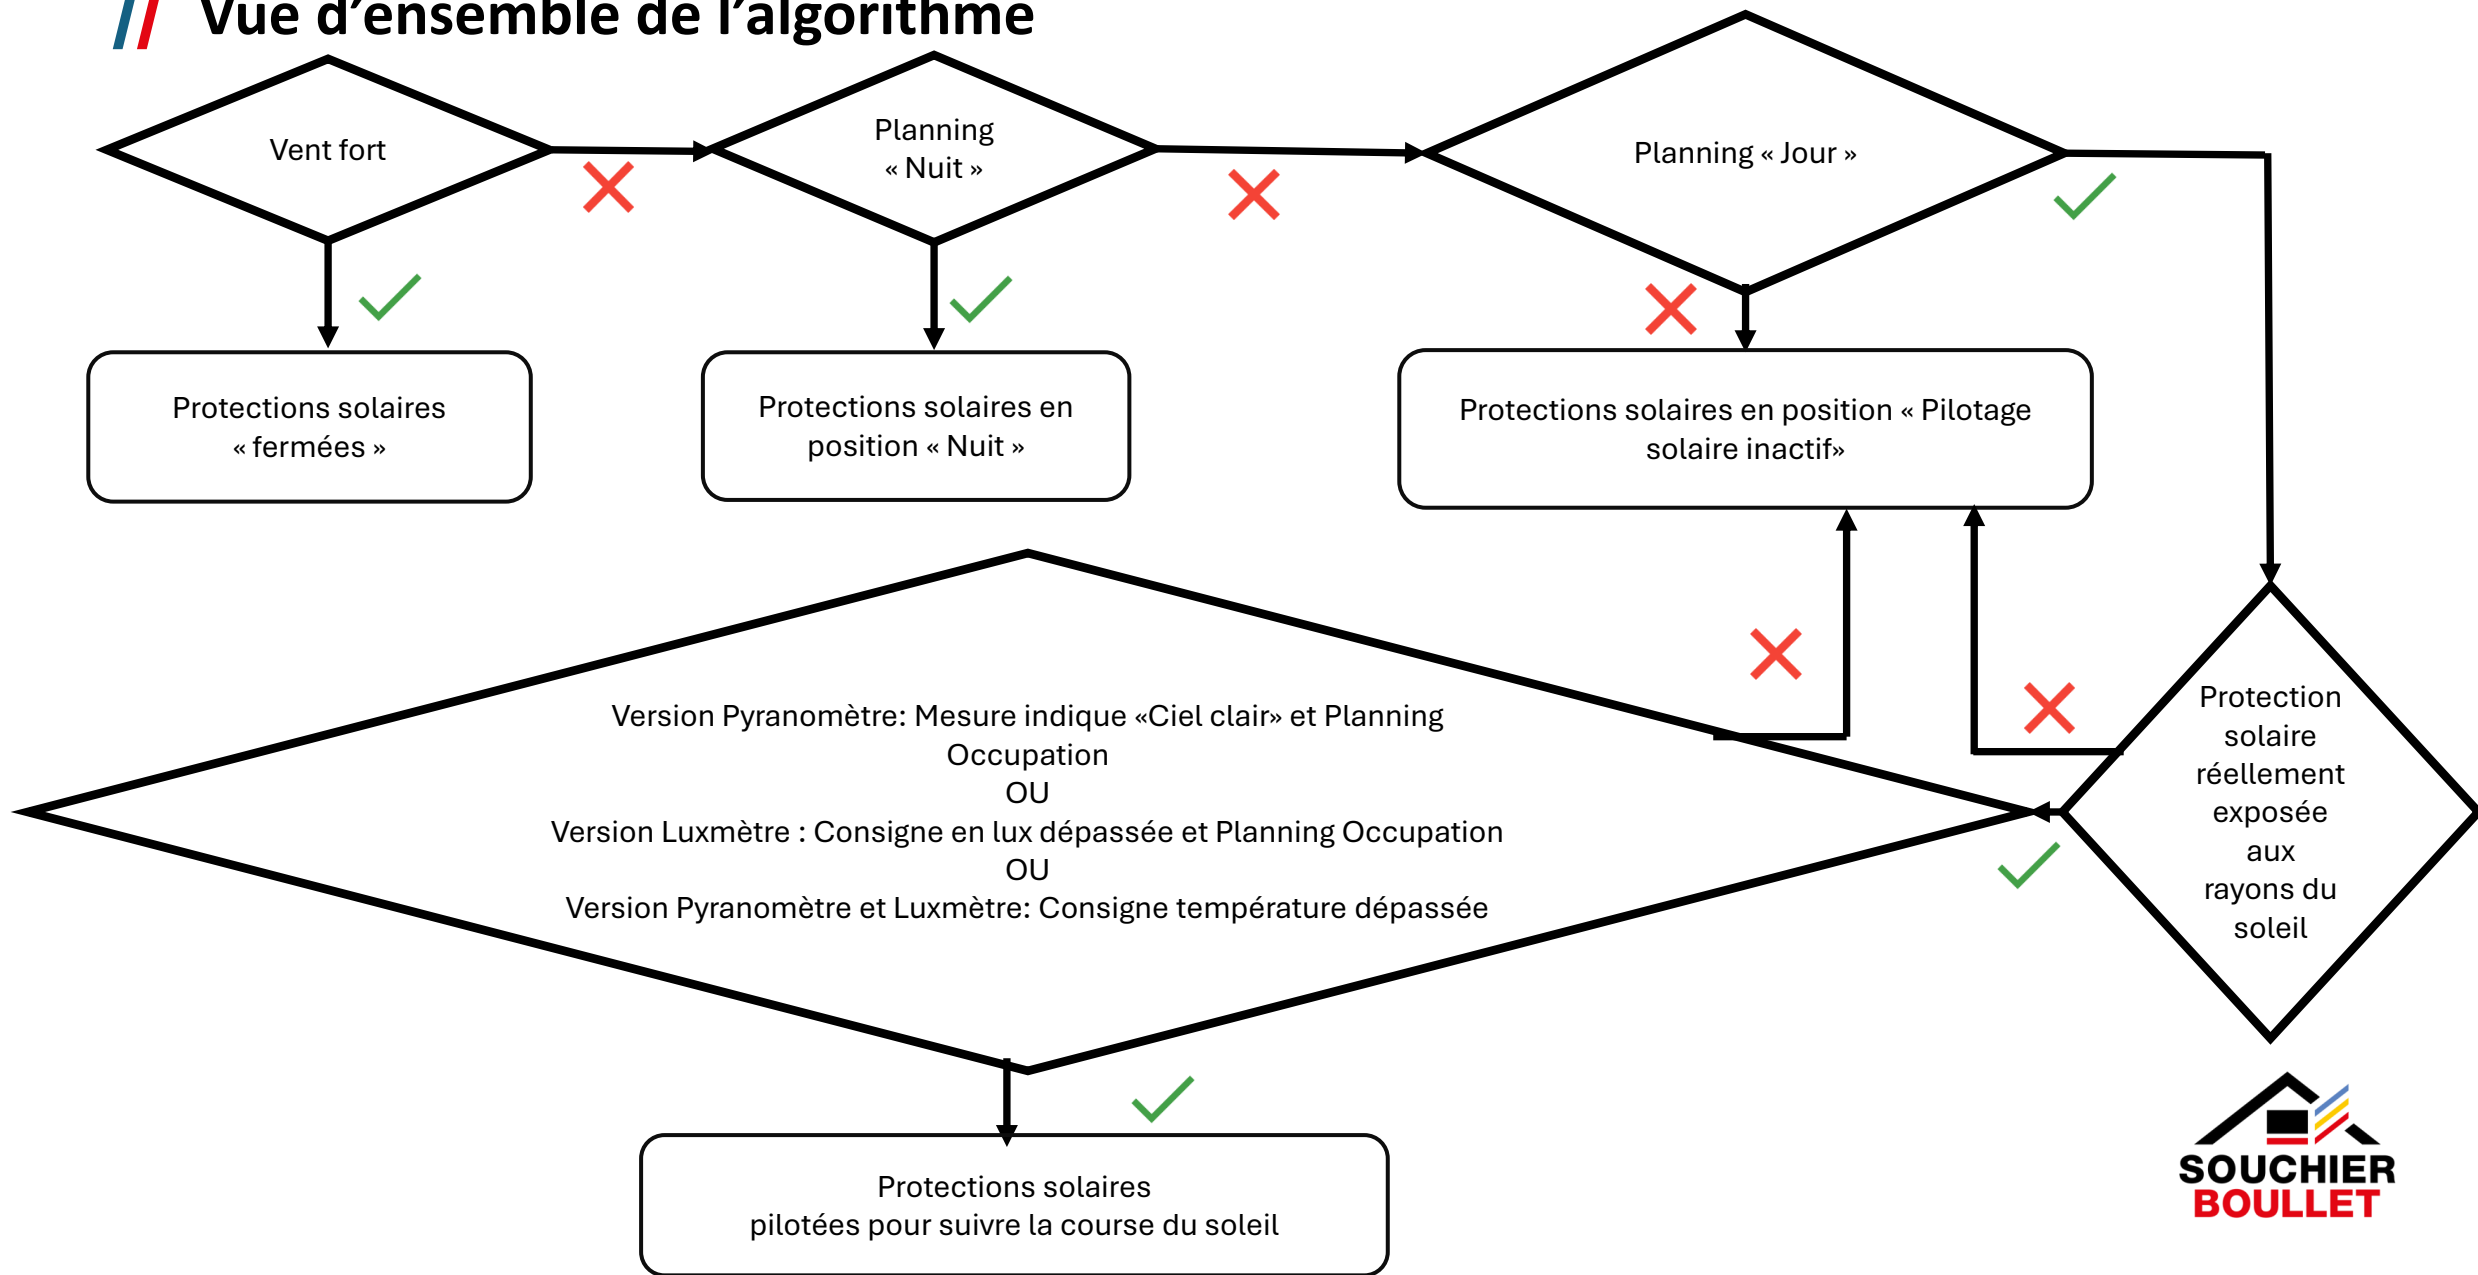 Vue d’ensemble de l’algorithme
Vent fort
Planning
« Nuit »
Planning « Jour »
Protections solaires
« fermées »
Protections solaires en
position « Nuit »
Protections solaires en position « Pilotage
solaire inactif»
Version Pyranomètre: Mesure indique «Ciel clair» et Planning
Occupation
OU
Version Luxmètre : Consigne en lux dépassée et Planning Occupation
OU
Version Pyranomètre et Luxmètre: Consigne température dépassée
Protection
solaire
réellement
exposée
aux
rayons du
soleil
Protections solaires
pilotées pour suivre la course du soleil
SOUCHIER
BOULLET